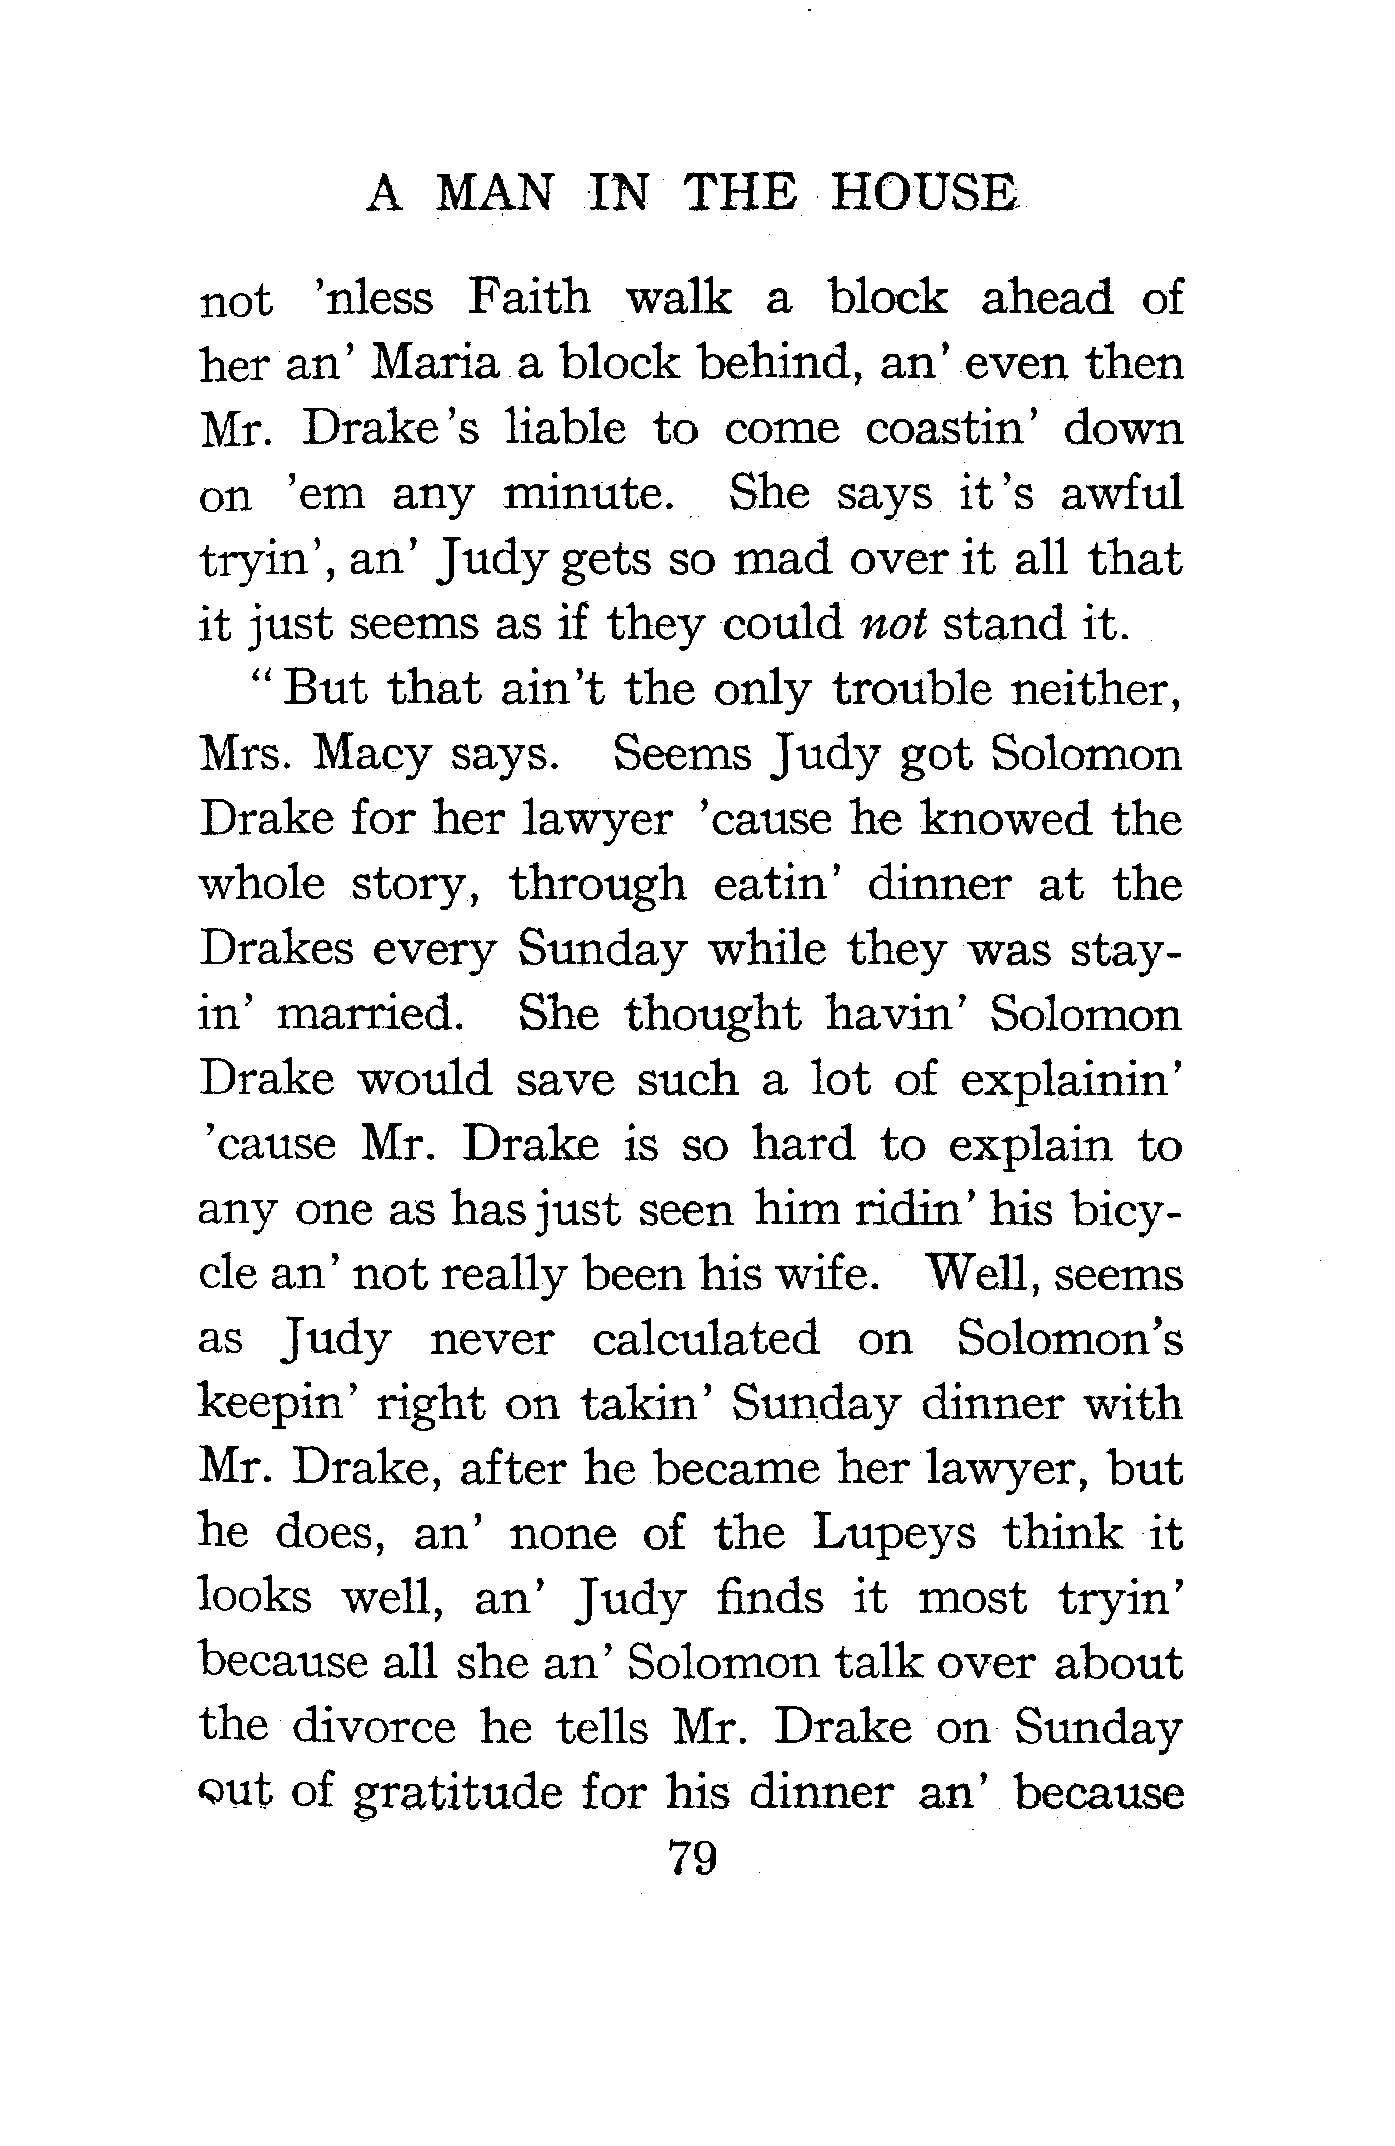 A MAN IN THE HOUSE
not 'nless Faith walk a block ahead of
her an' Maria a block behind, an' even then
Mr. Drake's liable to come coastin' down
on 'em any minute. She says it's awful
tryin', an' Judy gets so mad over it all that
it just seems as if they could not stand it.
“But that ain't the only trouble neither,
Mrs. Macy says. Seems Judy got Solomon
Drake for her lawyer 'cause he knowed the
whole story, through eatin' dinner at the
Drakes every Sunday while they was stay-
in' married. She thought havin' Solomon
Drake would save such a lot of explainin'
'cause Mr. Drake is so hard to explain to
any one as has just seen him ridin' his bicy-
cle an' not really been his wife. Well, seems
as Judy never calculated on Solomon's
keepin' right on takin' Sunday dinner with
Mr. Drake, after he became her lawyer, but
he does, an' none of the Lupeys think it
looks well, an' Judy finds it most tryin'
because all she an' Solomon talk over about
the divorce he tells Mr. Drake on Sunday
out of gratitude for his dinner an' because
79